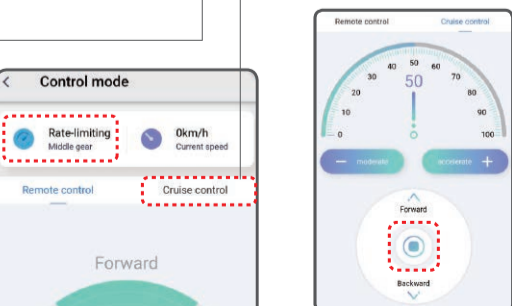 Control mode
Rate-limiting
Middle gear
0km/h
Current speed
Remote control
Cruise control
Forward
Remote control
Cruise control
0
10
20
30
40
50
60
70
80
90
100
50
— moderate
accelerate +
Forward
Backward